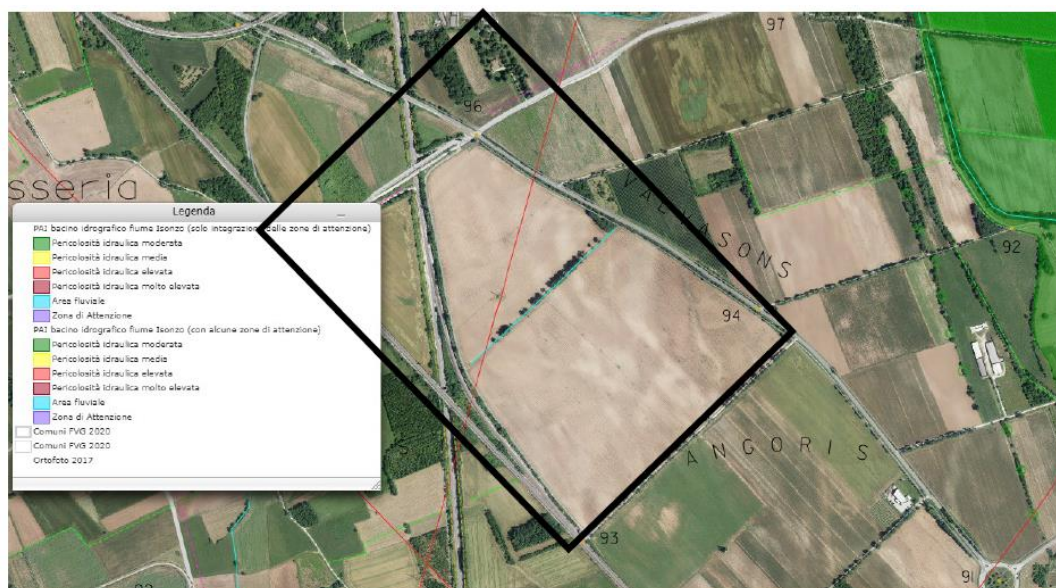 97
96
sseria
Legenda
PAI bacino idrografico fiume Isonzo (solo integrazioni delle zone di attenzione)
Pericolosità idraulica moderata
Pericolosità idraulica media
Pericolosità idraulica elevata
Pericolosità idraulica molto elevata
Area fluviale
Zona di Attenzione
PAI bacino idrografico fiume Isonzo (con alcune zone di attenzione)
Pericolosità idraulica moderata
Pericolosità idraulica media
Pericolosità idraulica elevata
Pericolosità idraulica molto elevata
Area fluviale
Zona di Attenzione
Comuni FVG 2020
Comuni FVG 2020
Ortofoto 2017
92
94
ANGORIS
93
91